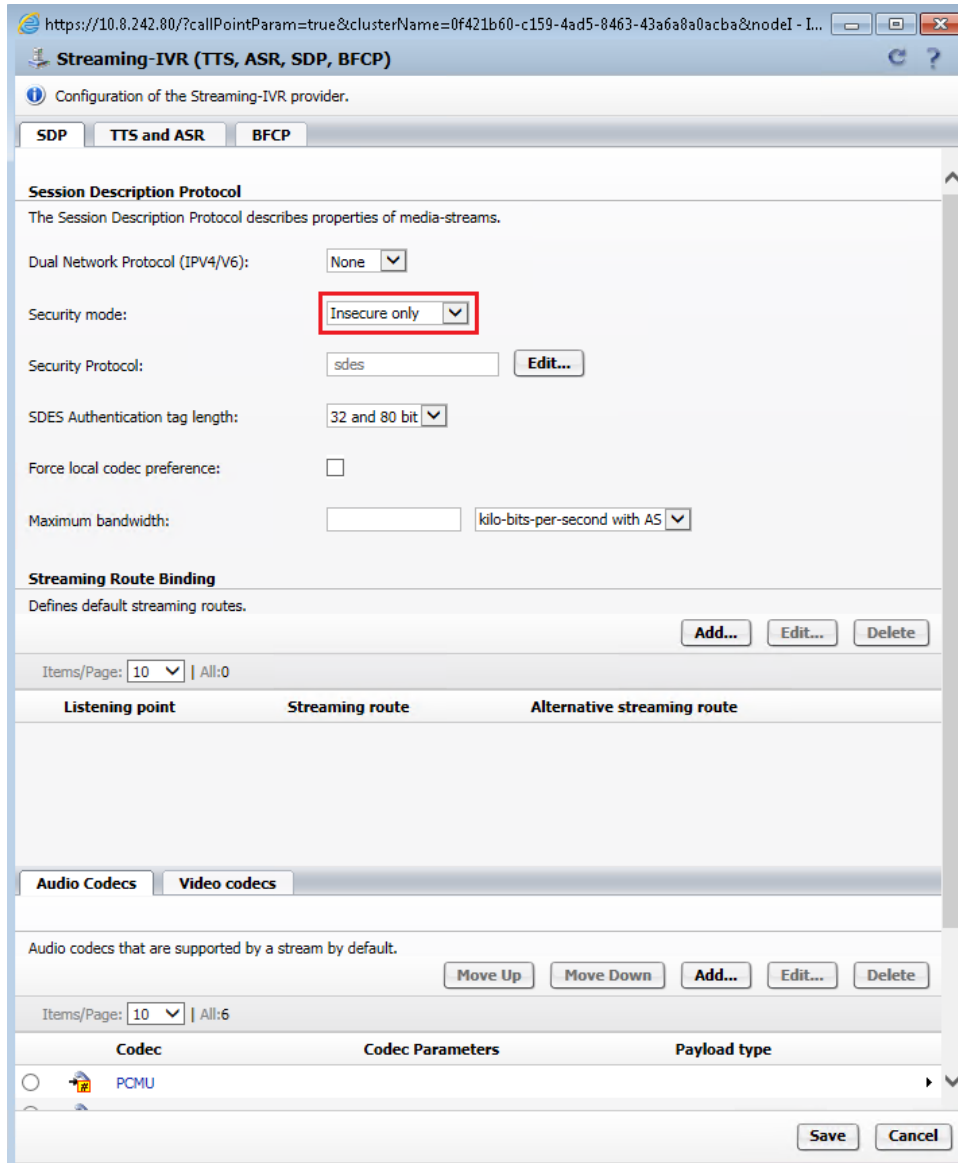 https://10.8.242.80/?callPointParam=true&clusterName=0f421b60-c159-4ad5-8463-43a6a8a0acba&nodeI - I...
Streaming-IVR (TTS, ASR, SDP, BFCP)
Configuration of the Streaming-IVR provider.
SDP TTS and ASR BFCP
Session Description Protocol
The Session Description Protocol describes properties of media-streams.
Dual Network Protocol (IPV4/V6): None
Security mode: Insecure only
Security Protocol: sdes Edit...
SDES Authentication tag length: 32 and 80 bit
Force local codec preference:
Maximum bandwidth: kilo-bits-per-second with AS
Streaming Route Binding
Defines default streaming routes.
Add... Edit... Delete
Items/Page: 10 | All:0
Listening point Streaming route Alternative streaming route
Audio Codecs Video codecs
Audio codecs that are supported by a stream by default.
Move Up Move Down Add... Edit... Delete
Items/Page: 10 | All:6
Codec Codec Parameters Payload type
PCMU
Save Cancel